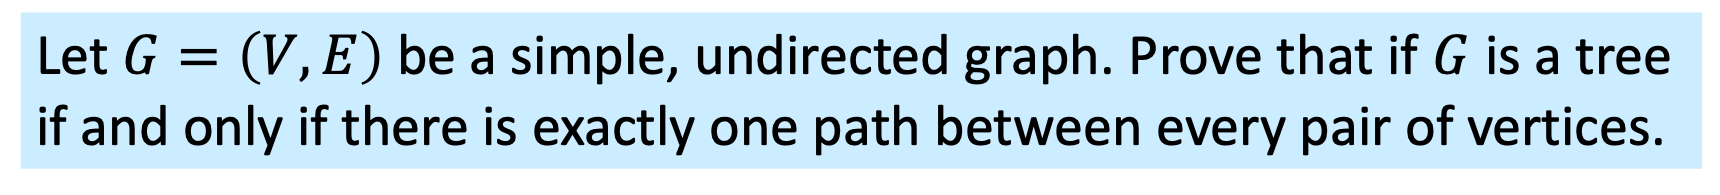 Let G = (V, E) be a simple, undirected graph. Prove that if G is a tree
if and only if there is exactly one path between every pair of vertices.